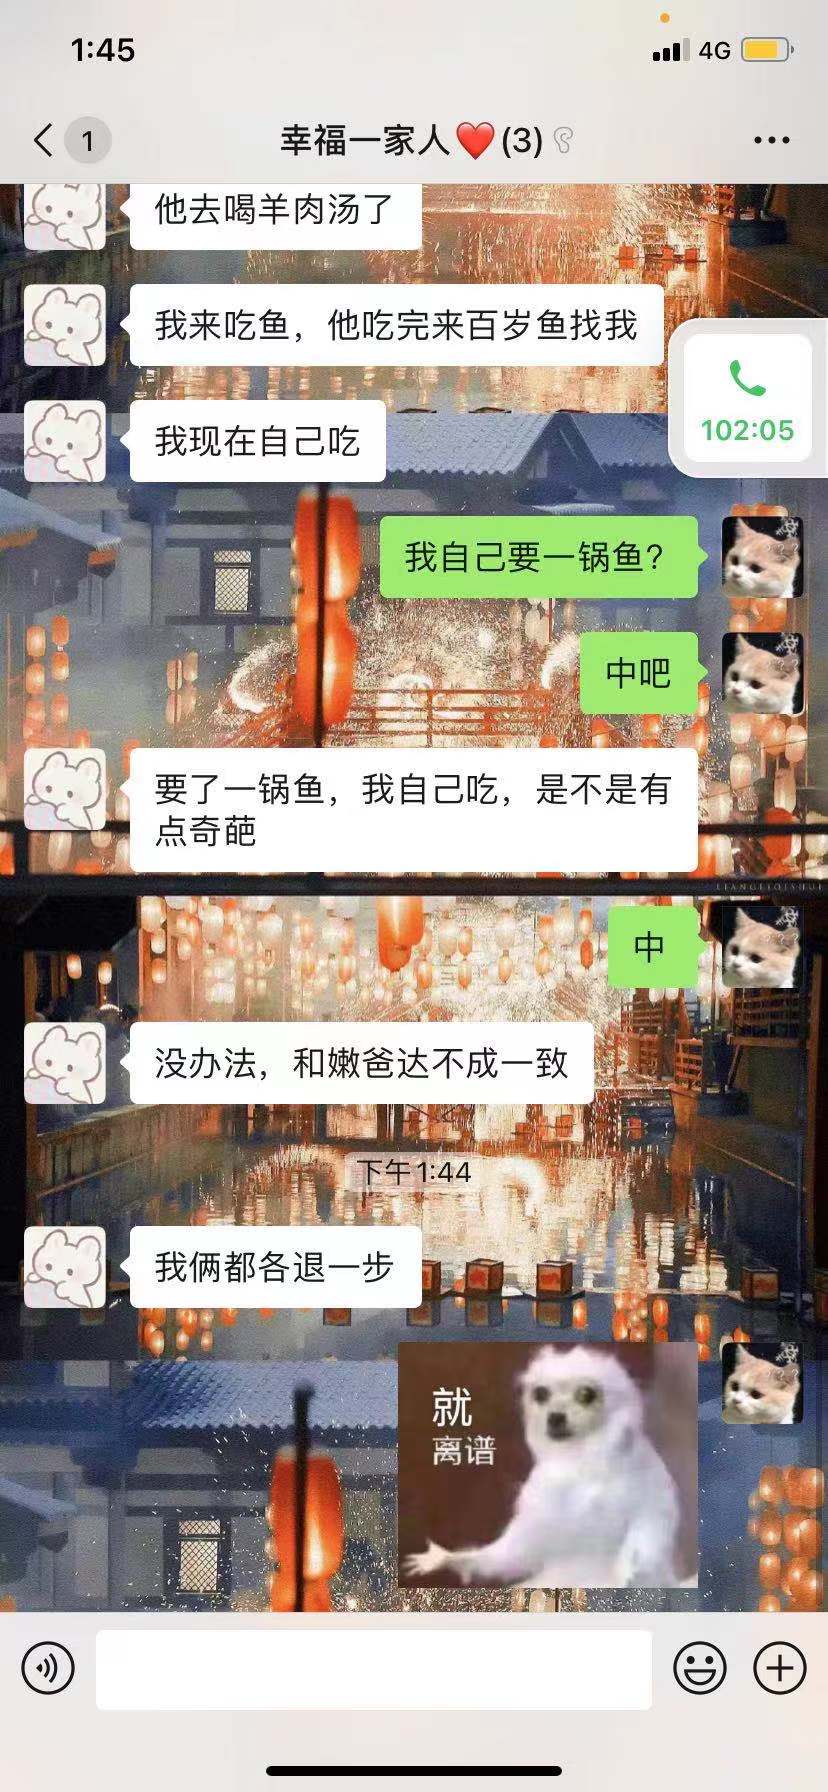 1:45
4G
1
幸福一家人❤️(3)
他去喝羊肉汤了
我来吃鱼，他吃完来百岁鱼找我
102:05
我现在自己吃
我自己要一锅鱼？
中吧
要了一锅鱼，我自己吃，是不是有
点奇葩
LIANGLIQISHUI
中
没办法，和嫩爸达不成一致
下午1:44
我俩都各退一步
就
离谱